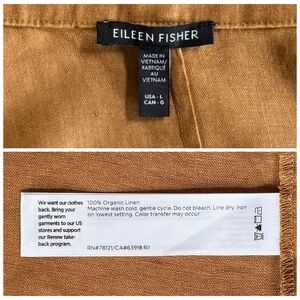 EILEEN FISHER
MADE IN
VIETNAM/
FABRIQUÉ
AU
VIETNAM
USA - L
CAN - G
We want our clothes
back. Bring your
gently worn
garments to our US
stores and support
our Renew take-
back program.
100% Organic Linen
Machine wash cold, gentle cycle. Do not bleach. Line dry. Iron
on lowest setting. Color transfer may occur.
RN#78121/CA#63918 RII